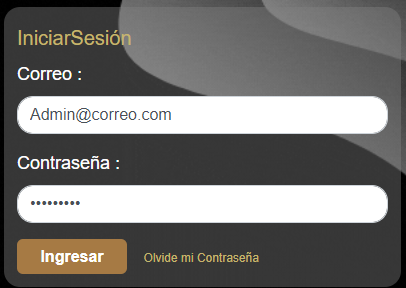 IniciarSesión
Correo :
Admin@correo.com
Contraseña :
•••••••••
Ingresar
Olvide mi Contraseña